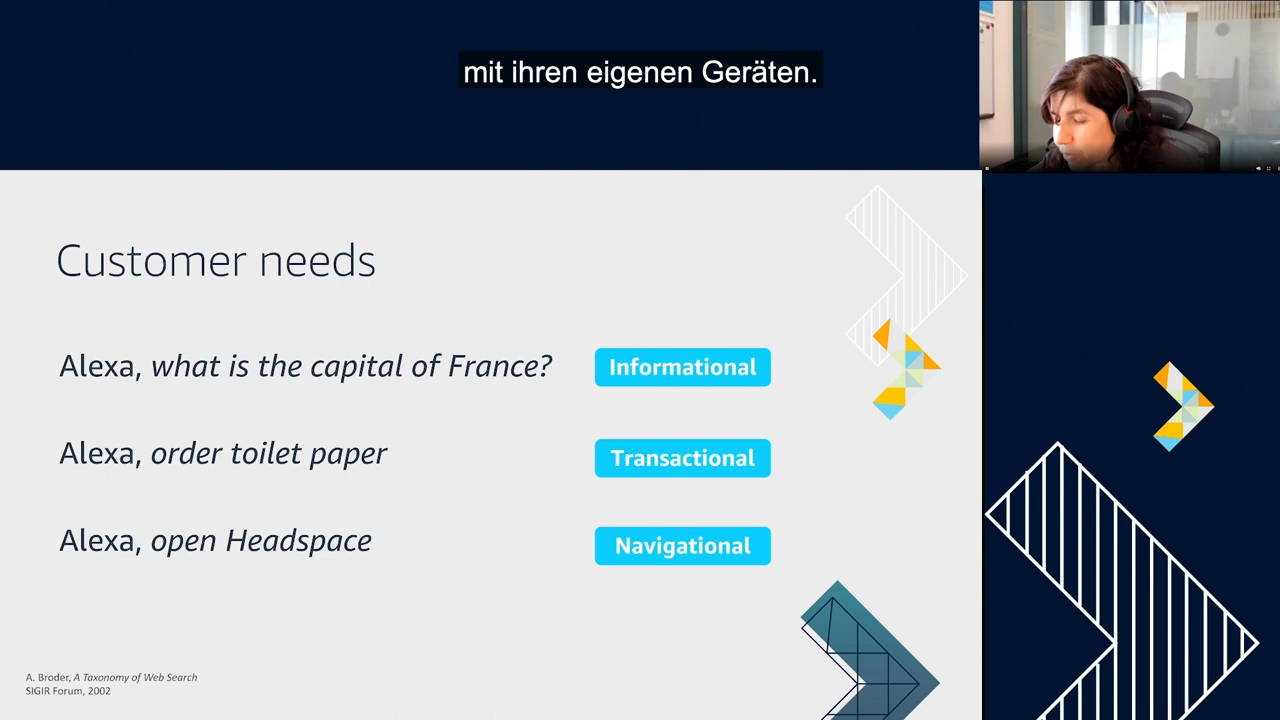 mit ihren eigenen Geräten.
Customer needs
Alexa, what is the capital of France?
Informational
Alexa, order toilet paper
Transactional
Alexa, open Headspace
Navigational
A. Broder, A Taxonomy of Web Search
SIGIR Forum, 2002